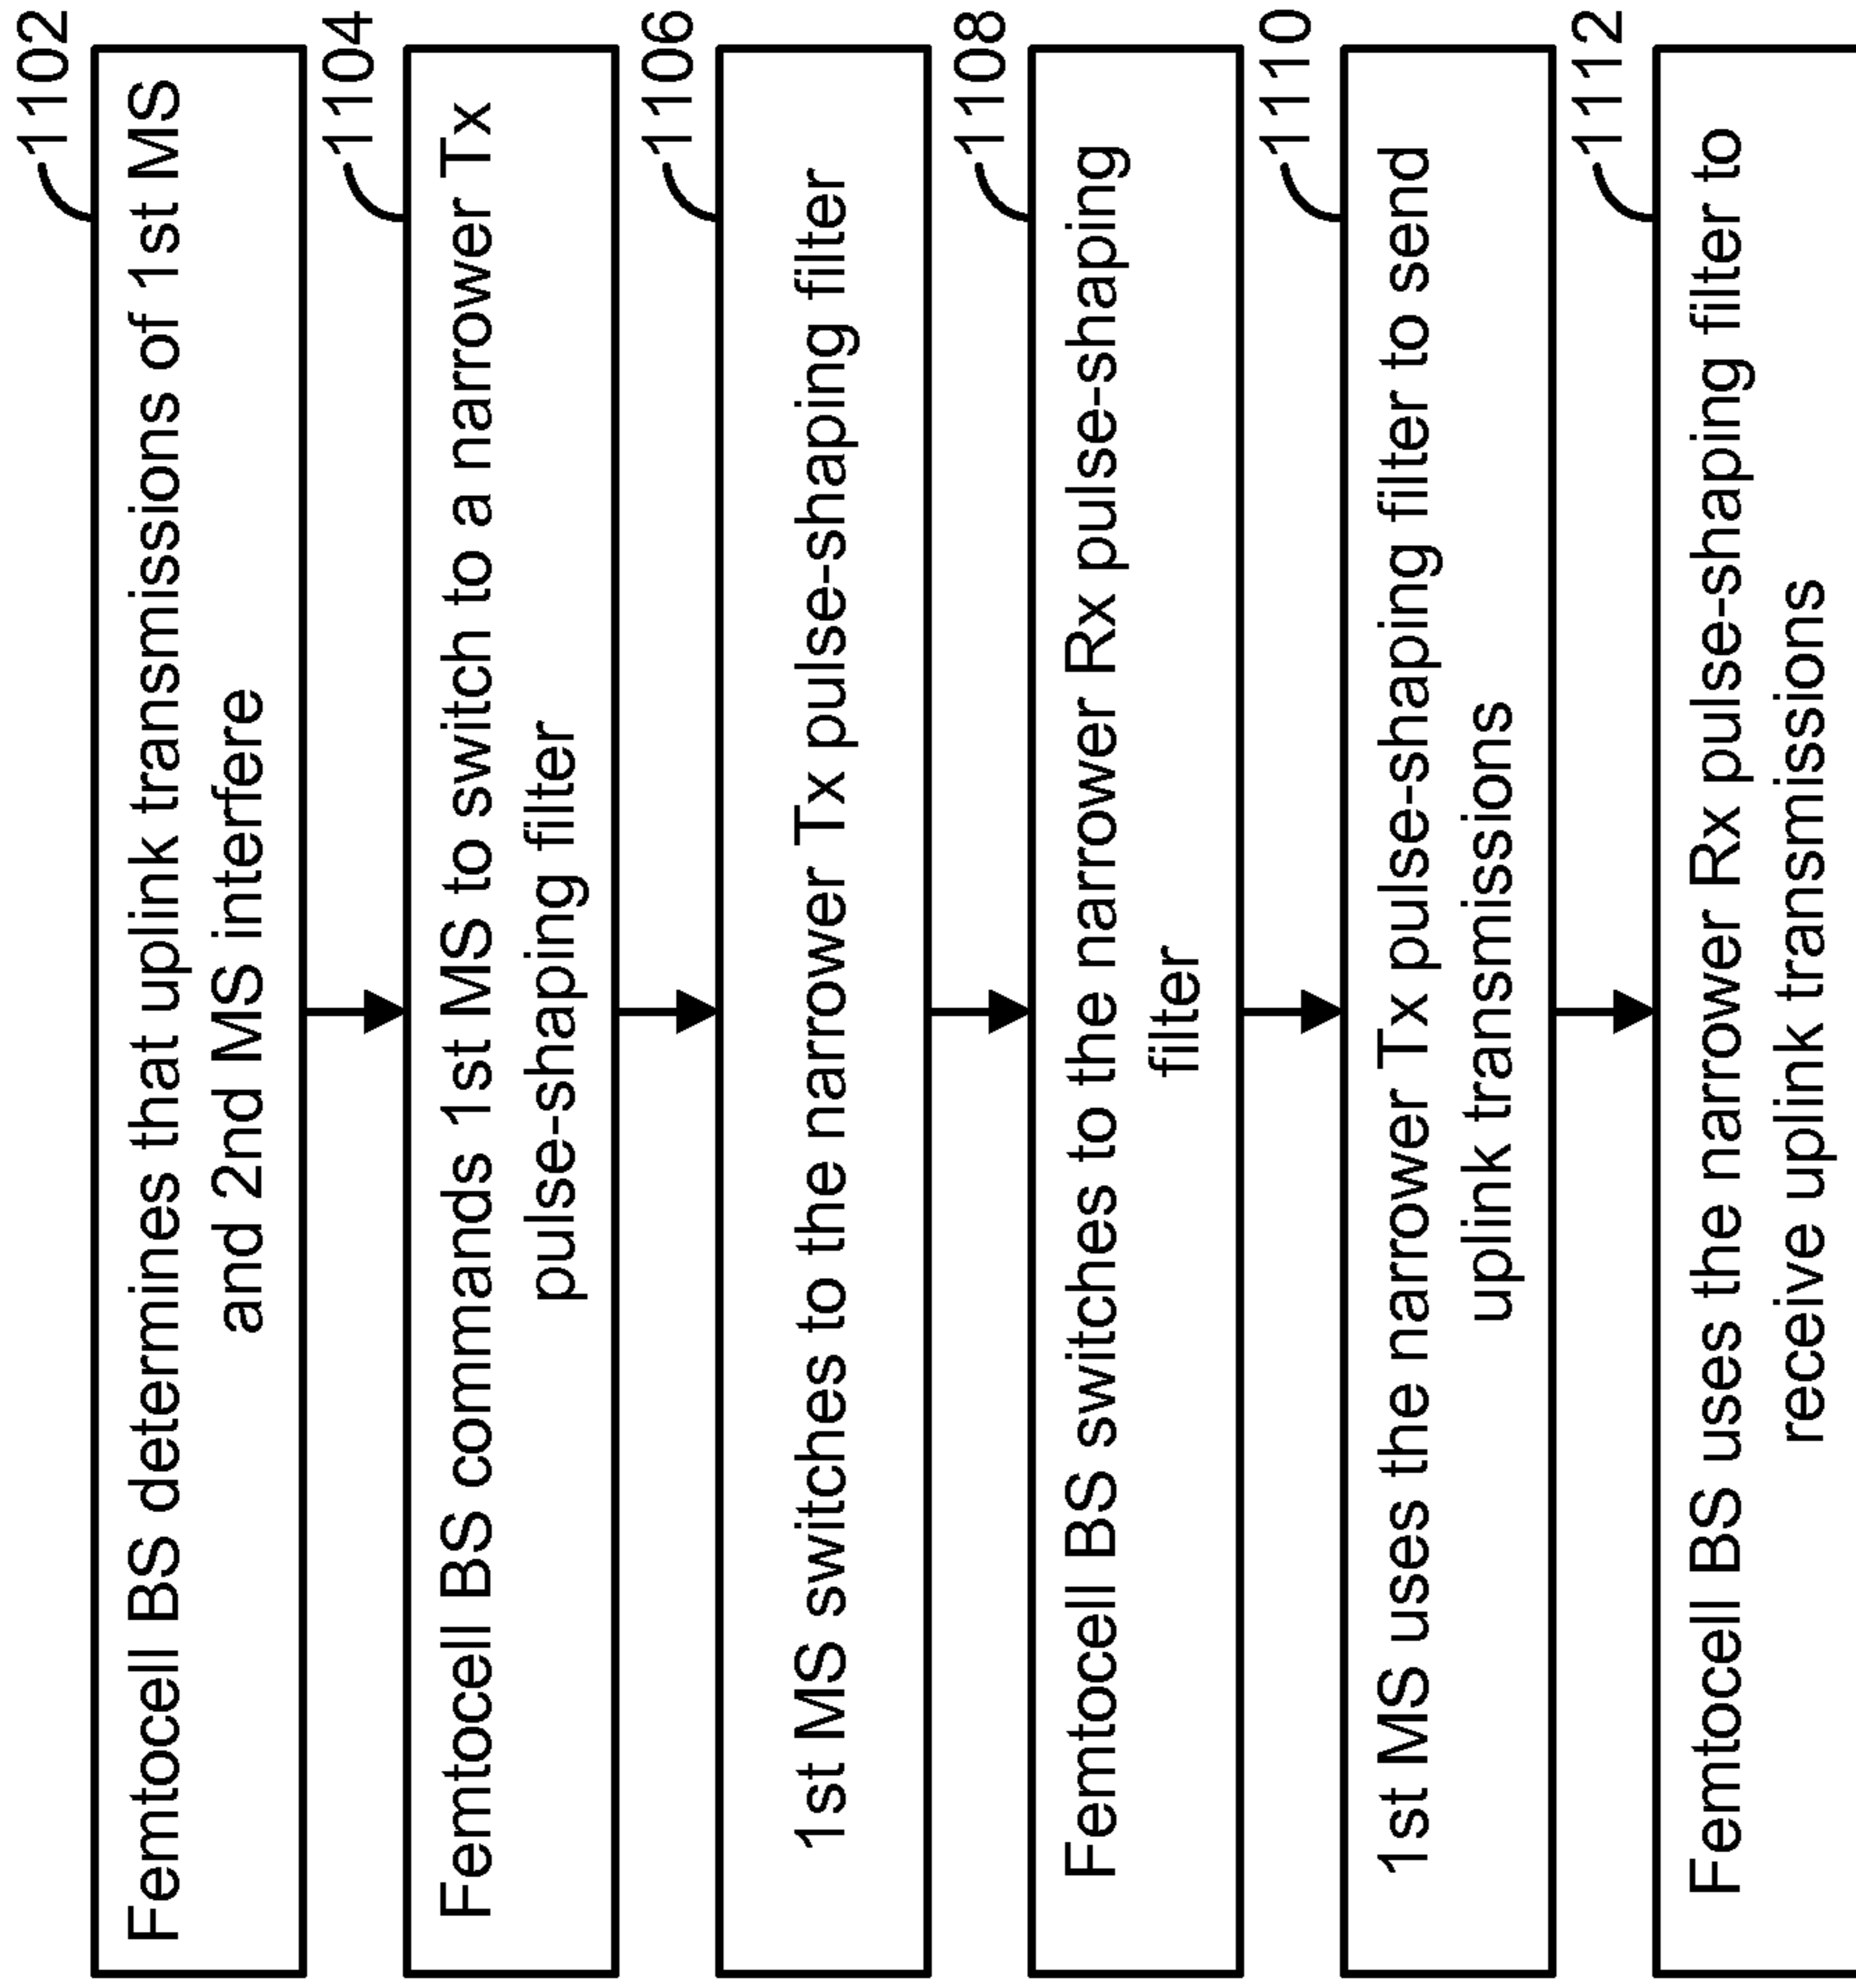 1102
Femtocell BS determines that uplink transmissions of 1st MS
and 2nd MS interfere
1104
Femtocell BS commands 1st MS to switch to a narrower Tx
pulse-shaping filter
1106
1st MS switches to the narrower Tx pulse-shaping filter
1108
Femtocell BS switches to the narrower Rx pulse-shaping
filter
1110
1st MS uses the narrower Tx pulse-shaping filter to send
uplink transmissions
1112
Femtocell BS uses the narrower Rx pulse-shaping filter to
receive uplink transmissions